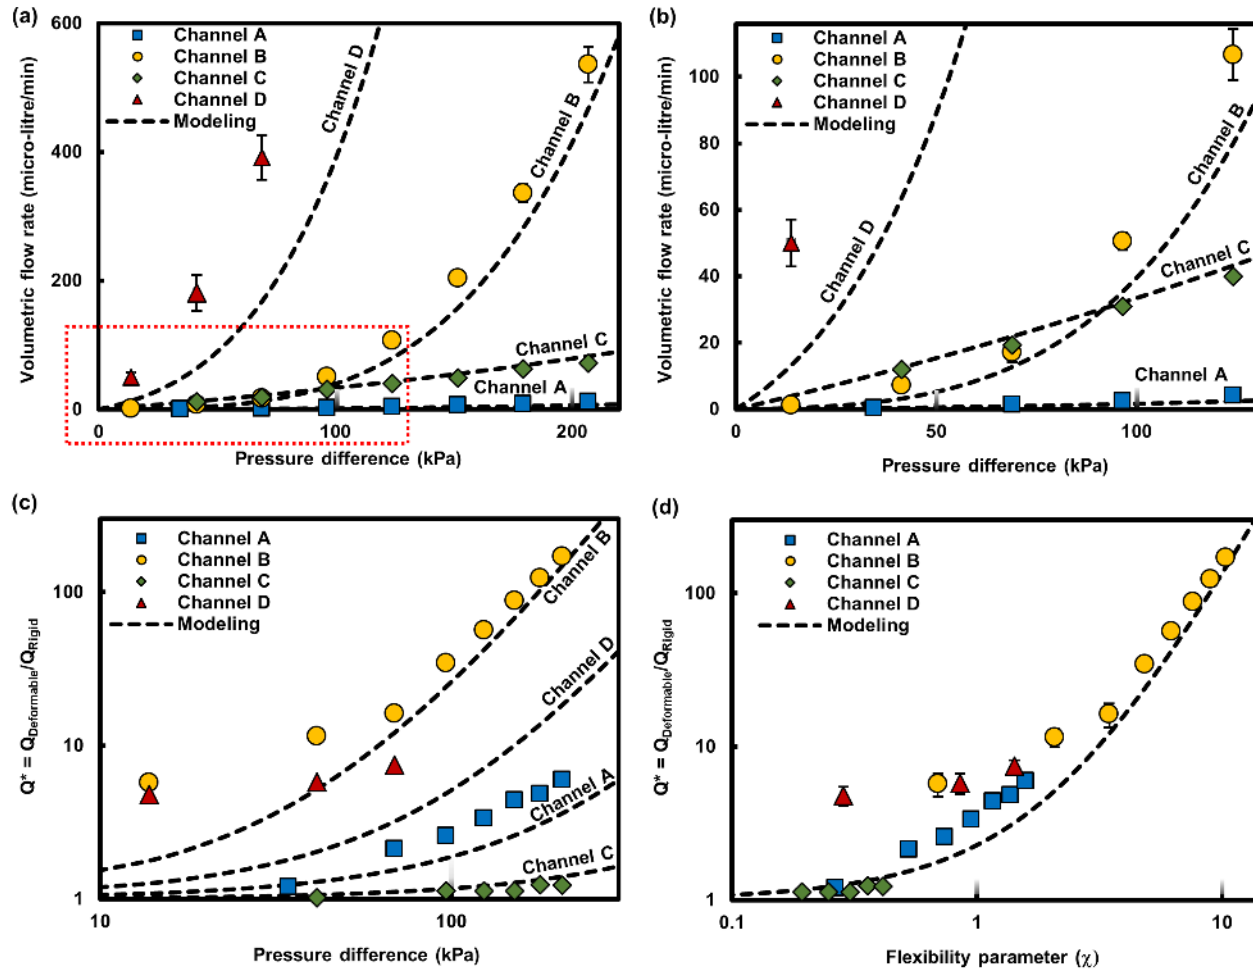 (a)
Volumetric flow rate (micro-litre/min)
600
400
200
0
Channel A
Channel B
Channel C
Channel D
Modeling
Channel D
Channel B
Channel C
Channel A
0
100
200
Pressure difference (kPa)
(b)
Volumetric flow rate (micro-litre/min)
100
80
60
40
20
0
Channel A
Channel B
Channel C
Channel D
Modeling
Channel D
Channel B
Channel C
Channel A
0
50
100
Pressure difference (kPa)
(c)
Q* = Q_Deformable/Q_Rigid
100
10
1
Channel A
Channel B
Channel C
Channel D
Modeling
Channel B
Channel D
Channel A
Channel C
10
100
Pressure difference (kPa)
(d)
Q* = Q_Deformable/Q_Rigid
100
10
1
Channel A
Channel B
Channel C
Channel D
Modeling
0.1
1
10
Flexibility parameter (χ)